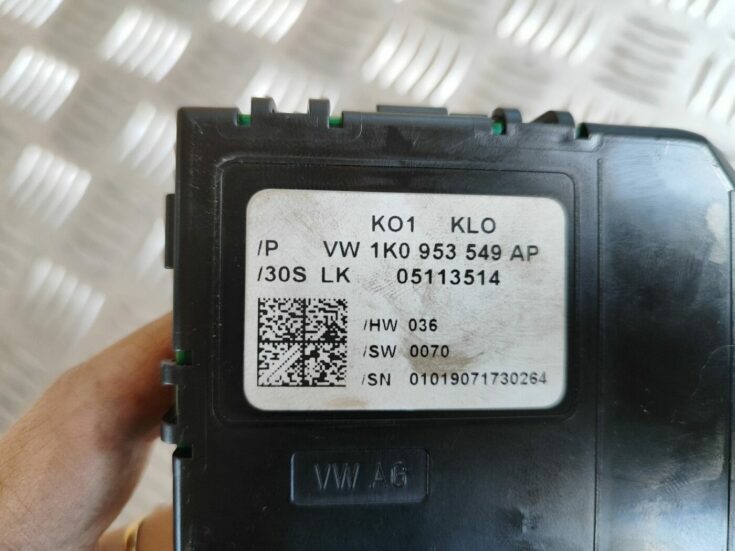 KO1 KLO
/P VW 1K0 953 549 AP
/30S LK 05113514
/HW 036
/SW 0070
/SN 01019071730264
VW AG